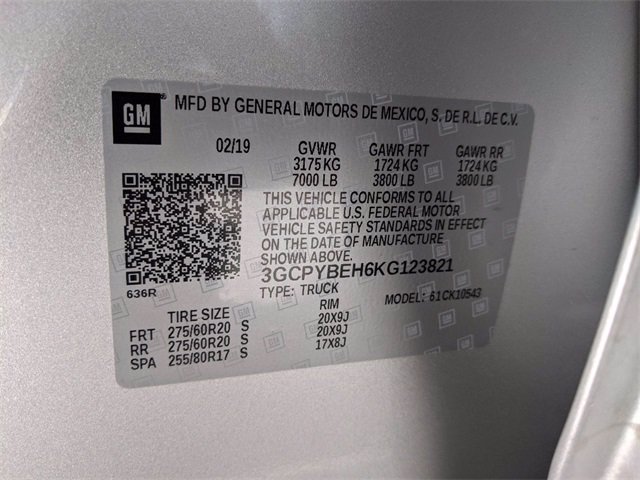 GM ® MFD BY GENERAL MOTORS DE MEXICO, S. DE R.L. DE C.V.
02/19 GVWR GAWR FRT GAWR RR
3175 KG 1724 KG 1724 KG
7000 LB 3800 LB 3800 LB
THIS VEHICLE CONFORMS TO ALL
APPLICABLE U.S. FEDERAL MOTOR
VEHICLE SAFETY STANDARDS IN EFFECT
ON THE DATE OF MANUFACTURE
SHOWN ABOVE.
3GCPYBEH6KG123821
636R TYPE: TRUCK MODEL: 61CK10543
TIRE SIZE RIM
FRT 275/60R20 S 20X9J
RR 275/60R20 S 20X9J
SPA 255/80R17 S 17X8J